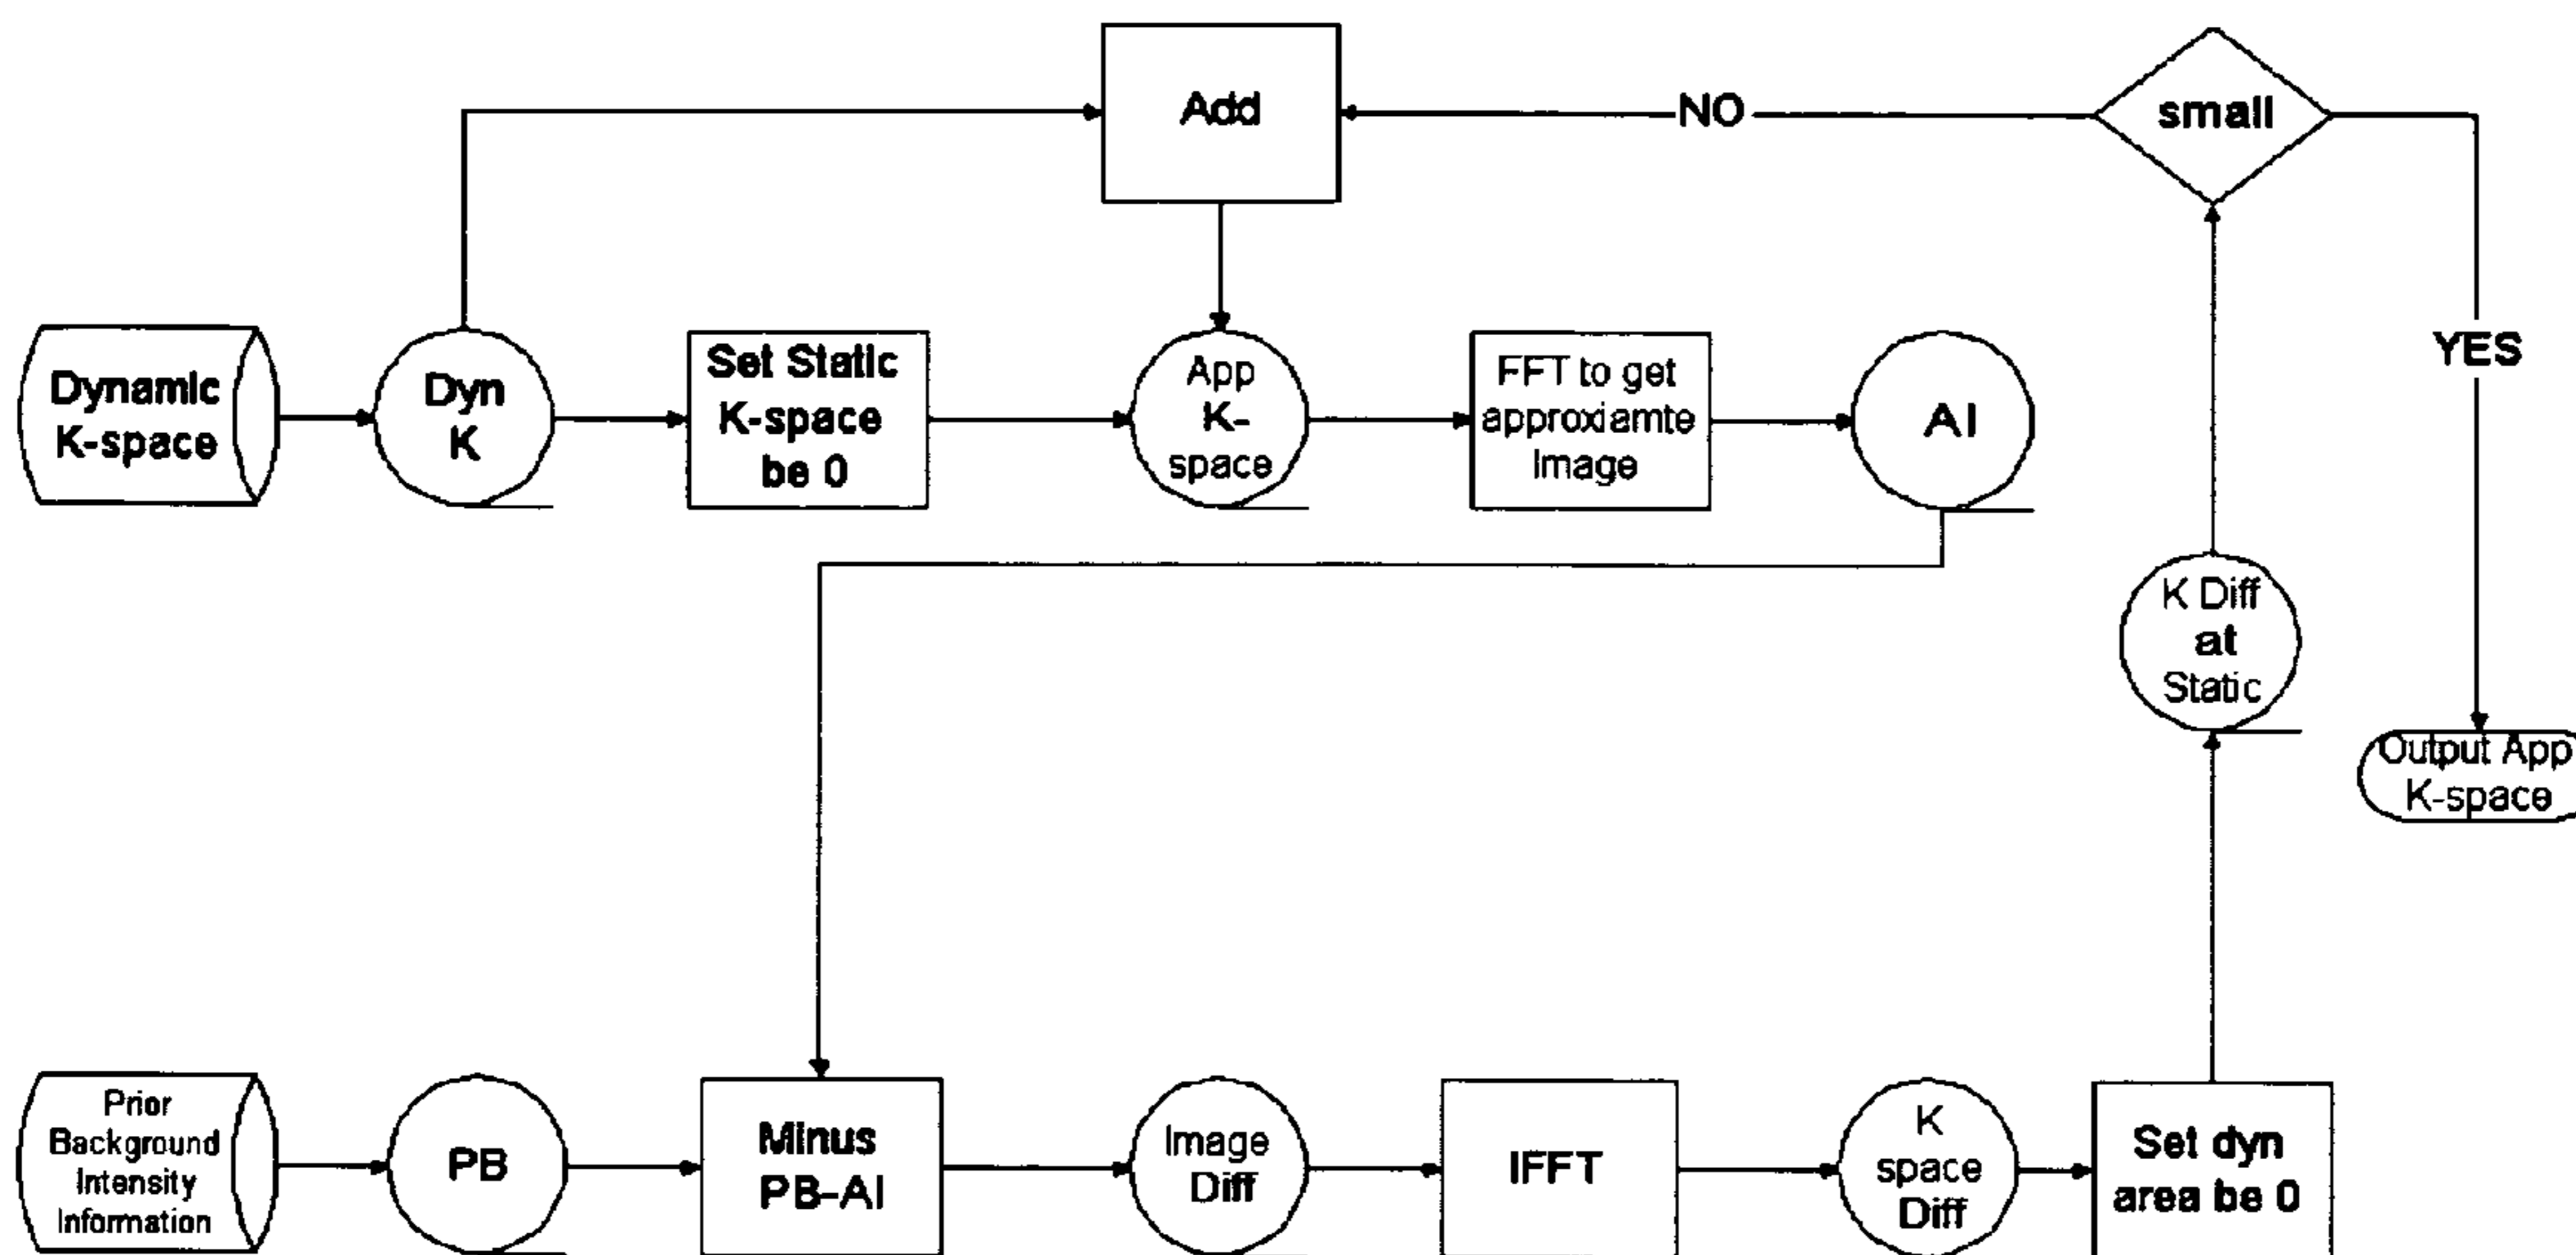 Add
NO
small
YES
Dynamic
K-space
Dyn
K
Set Static
K-space
be 0
App
K-
space
FFT to get
approxiamte
Image
AI
K Diff
at
Static
Output App
K-space
Prior
Background
Intensity
Information
PB
Minus
PB-AI
Image
Diff
IFFT
K
space
Diff
Set dyn
area be 0